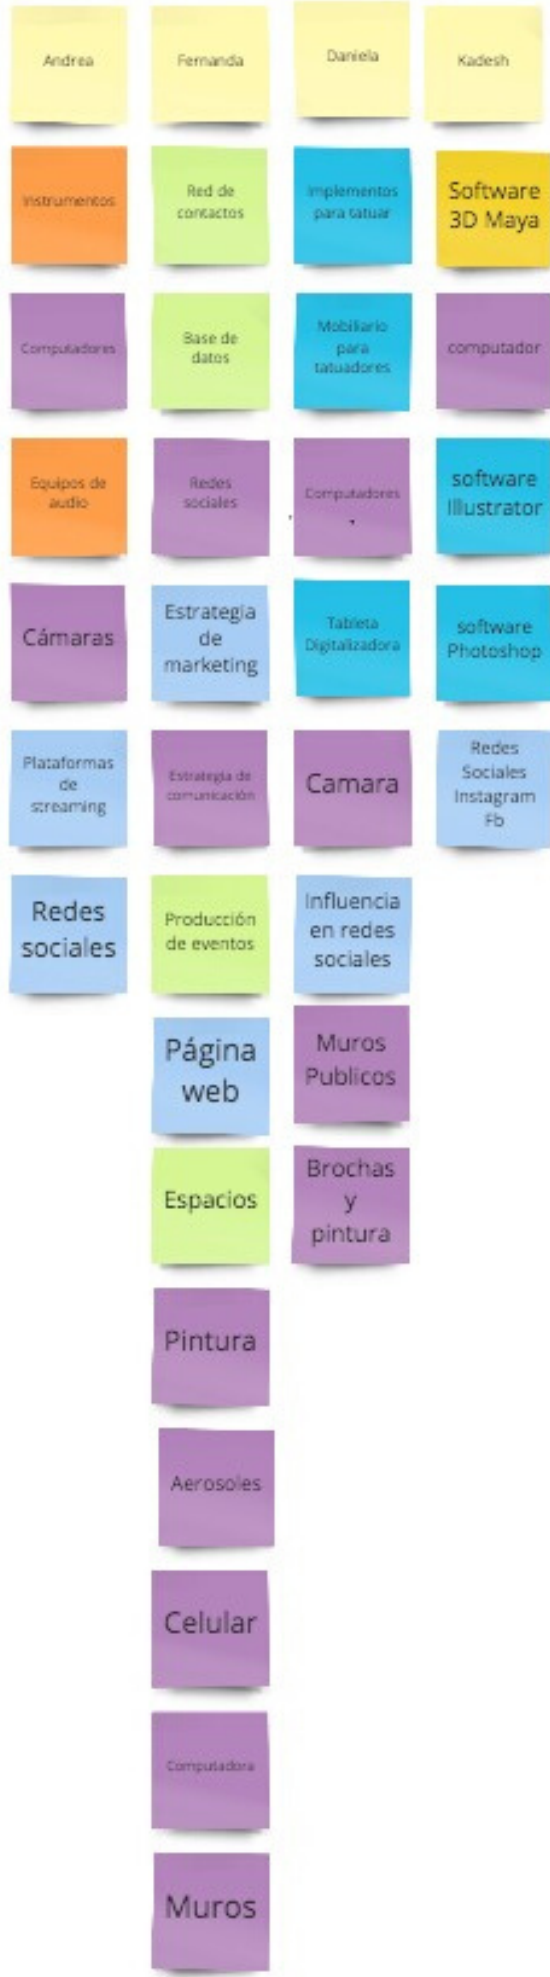 Andrea
Fernanda
Daniela
Kadesh
Instrumentos
Red de
contactos
Implementos
para tatuar
Software
3D Maya
Computadores
Base de
datos
Mobiliario
para
tatuadores
computador
Equipos de
audio
Redes
sociales
Computadores
software
Illustrator
Cámaras
Estrategia
de
marketing
Tableta
Digitalizadora
software
Photoshop
Plataformas
de
streaming
Estrategia de
comunicación
Camara
Redes
Sociales
Instagram
Fb
Redes
sociales
Producción
de eventos
Influencia
en redes
sociales
Página
web
Muros
Publicos
Espacios
Brochas
y
pintura
Pintura
Aerosoles
Celular
Computadora
Muros